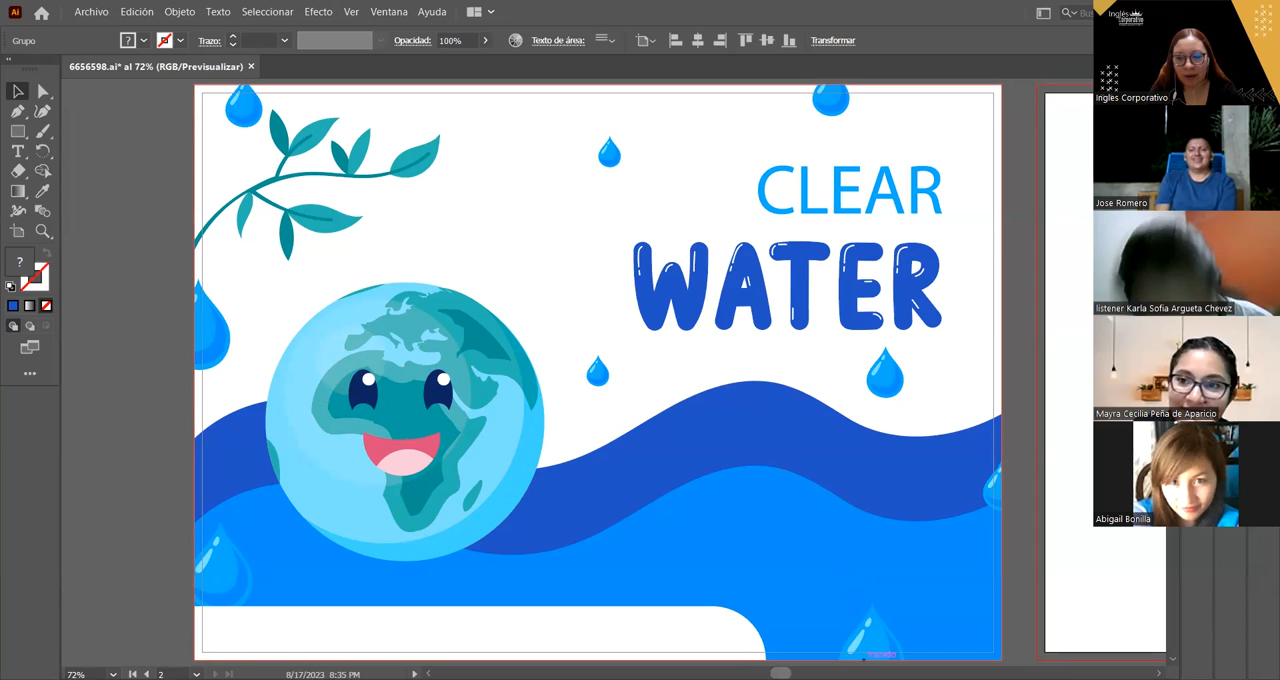 Archivo Edición Objeto Texto Seleccionar Efecto Ver Ventana Ayuda
Grupo
Trazo:
Opacidad: 100%
Texto de área:
Transformar
6656598.ai* al 72% (RGB/Previsualizar)
CLEAR
WATER
72%
2
8/17/2023 8:35 PM
Inglés
Corporativo
Ingles Corporativo
Jose Romero
listener Karla Sofia Argueta Chevez
Mayra Cecilia Peña de Aparicio
Abigail Bonilla